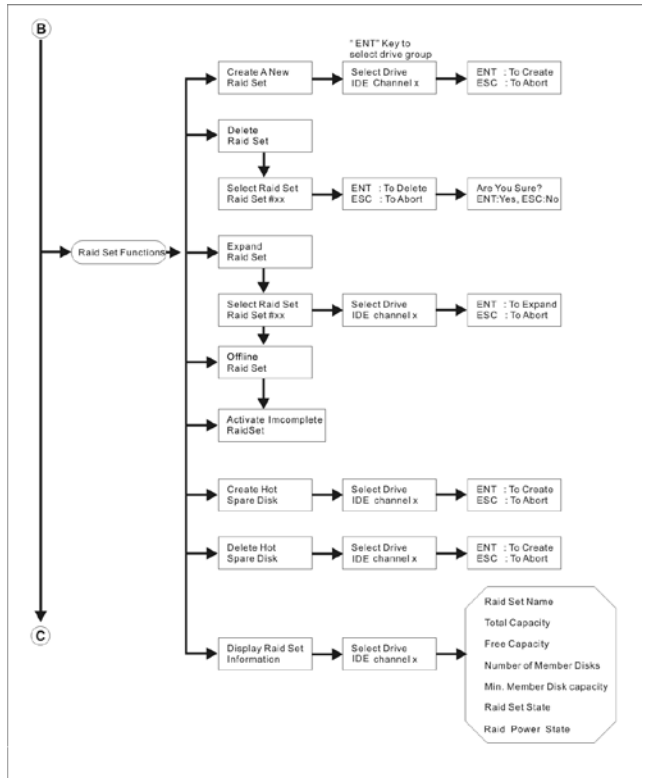 B
" ENT" Key to
select drive group
Create A New
Raid Set
Select Drive
IDE Channel x
ENT : To Create
ESC : To Abort
Delete
Raid Set
Select Raid Set
Raid Set #xx
ENT : To Delete
ESC : To Abort
Are You Sure?
ENT:Yes, ESC:No
Raid Set Functions
Expand
Raid Set
Select Raid Set
Raid Set #xx
Select Drive
IDE channel x
ENT : To Expand
ESC : To Abort
Offline
Raid Set
Activate Imcomplete
RaidSet
Create Hot
Spare Disk
Select Drive
IDE channel x
ENT : To Create
ESC : To Abort
Delete Hot
Spare Disk
Select Drive
IDE channel x
ENT : To Create
ESC : To Abort
C
Display Raid Set
Information
Select Drive
IDE channel x
Raid Set Name
Total Capacity
Free Capacity
Number of Member Disks
Min. Member Disk capacity
Raid Set State
Raid Power State